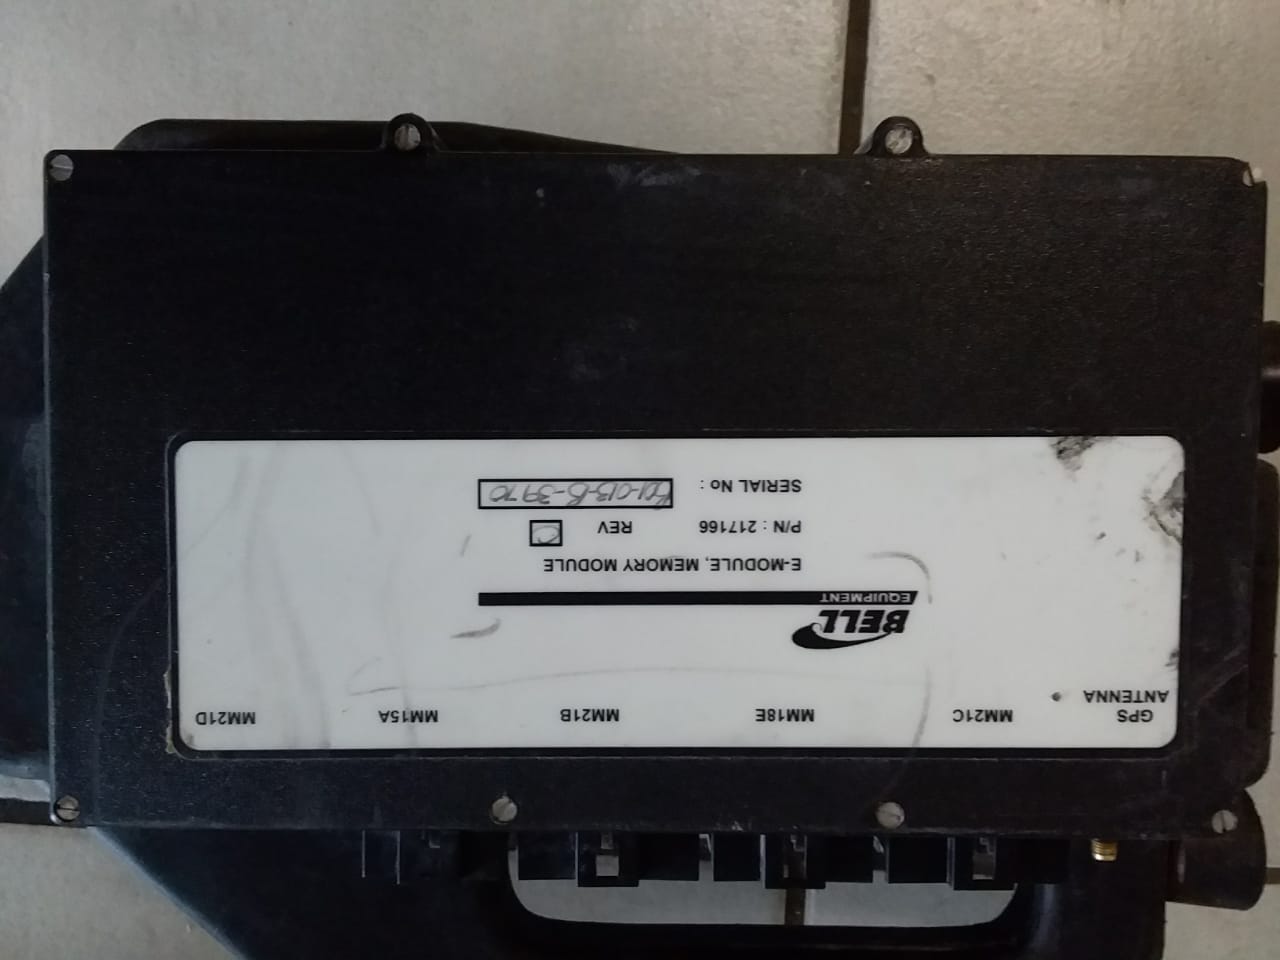 GPS ANTENNA MM21C MM18E MM21B MM15A MM21D
BELL
EQUIPMENT
E-MODULE, MEMORY MODULE
P/N : 217166 REV C
SERIAL No :